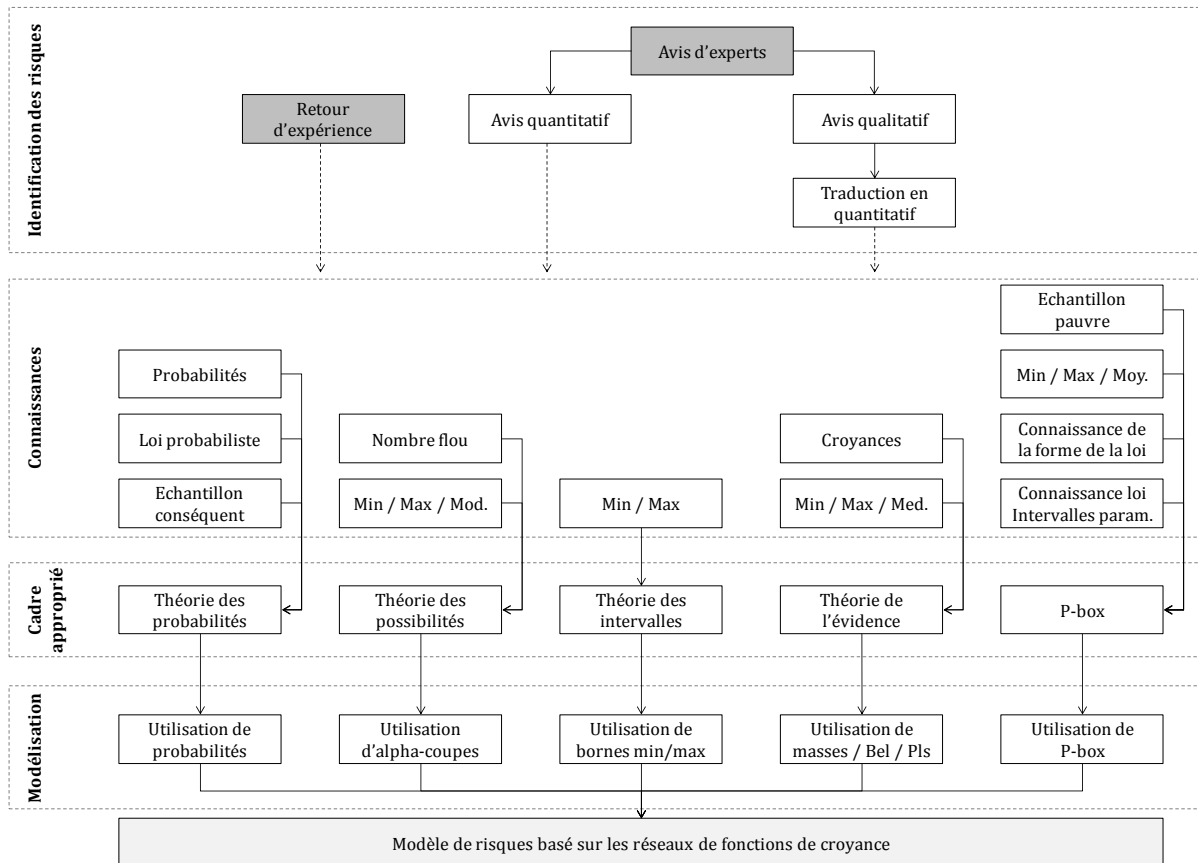 Identification des risques
Avis d'experts
Retour
d'expérience
Avis quantitatif
Avis qualitatif
Traduction en
quantitatif
Connaissances
Echantillon
pauvre
Probabilités
Min / Max / Moy.
Loi probabiliste
Nombre flou
Croyances
Connaissance de
la forme de la loi
Echantillon
conséquent
Min / Max / Mod.
Min / Max
Min / Max / Med.
Connaissance loi
Intervalles param.
Cadre
approprié
Théorie des
probabilités
Théorie des
possibilités
Théorie des
intervalles
Théorie de
l'évidence
P-box
Modélisation
Utilisation de
probabilités
Utilisation
d'alpha-coupes
Utilisation de
bornes min/max
Utilisation de
masses / Bel / Pls
Utilisation de
P-box
Modèle de risques basé sur les réseaux de fonctions de croyance